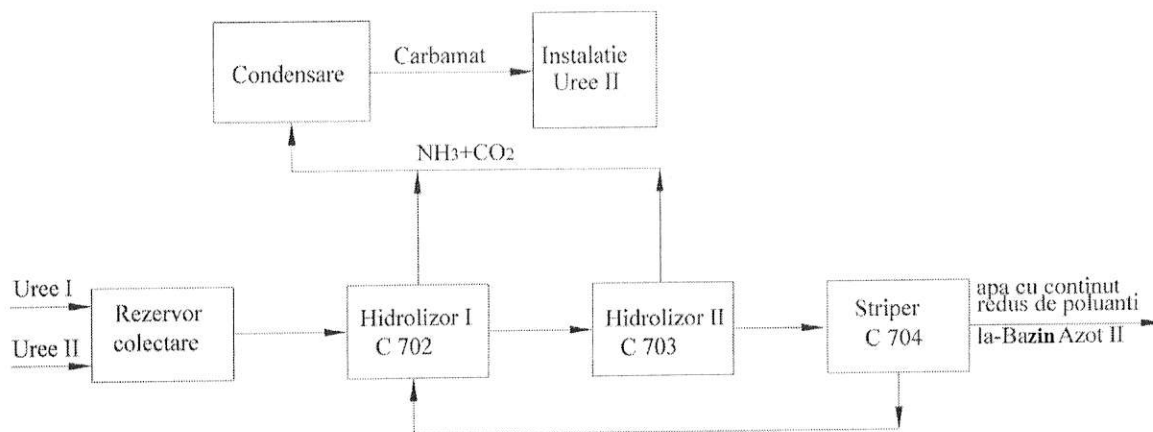 Condensare
Carbamat
Instalatie
Uree II
NH₃+CO₂
Uree I
Uree II
Rezervor
colectare
Hidrolizor I
C 702
Hidrolizor II
C 703
Striper
C 704
apa cu continut
redus de poluanti
la-Bazin Azot II